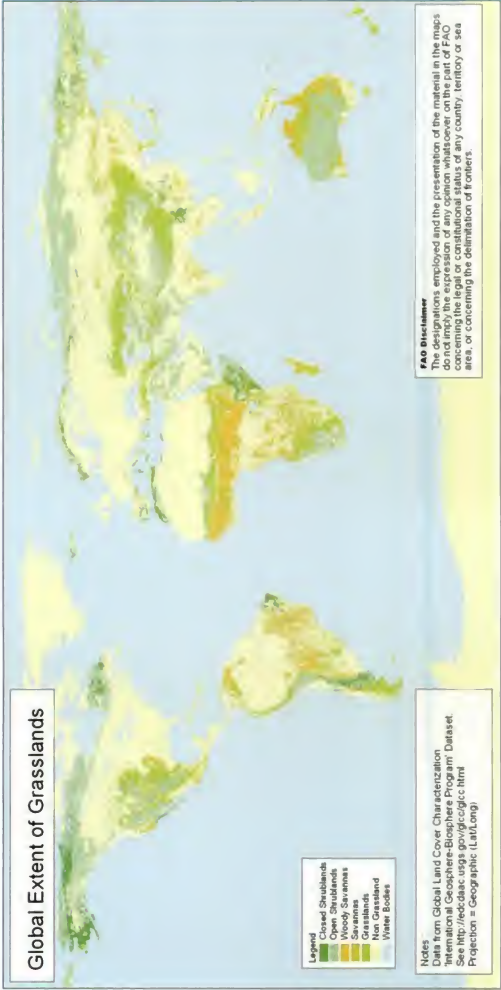 Global Extent of Grasslands
Legend
Closed Shrublands
Open Shrublands
Woody Savannas
Savannas
Grasslands
Non Grassland
Water Bodies
Notes
Data from Global Land Cover Characterization
'International Geosphere-Biosphere Program' Dataset.
See http://edcdaac.usgs.gov/glcc/glcc.html
Projection = Geographic (Lat/Long)
FAO Disclaimer
The designations employed and the presentation of the material in the maps
do not imply the expression of any opinion whatsoever on the part of FAO
concerning the legal or constitutional status of any country, territory or sea
area, or concerning the delimitation of frontiers.